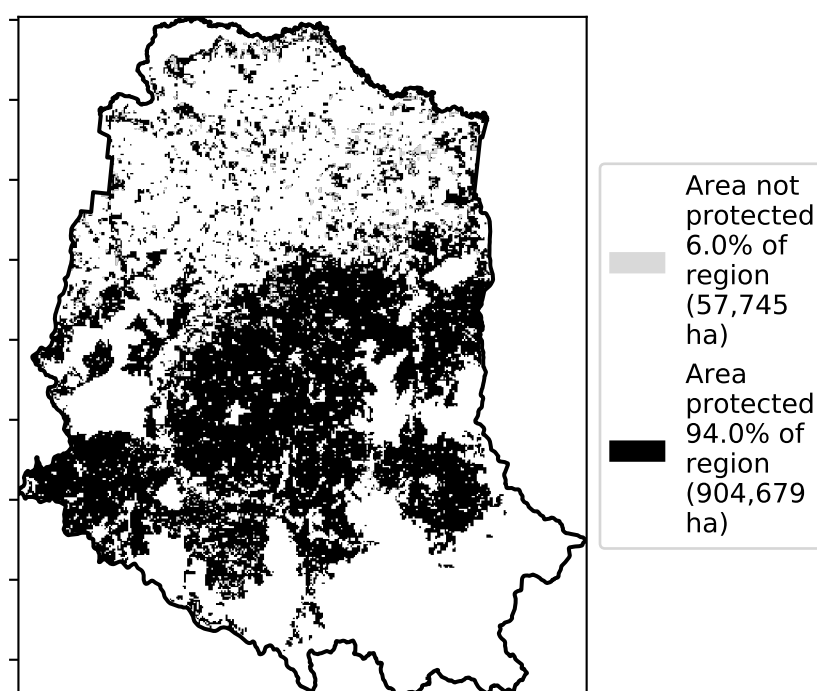 Area not
protected
6.0% of
region
(57,745
ha)
Area
protected
94.0% of
region
(904,679
ha)